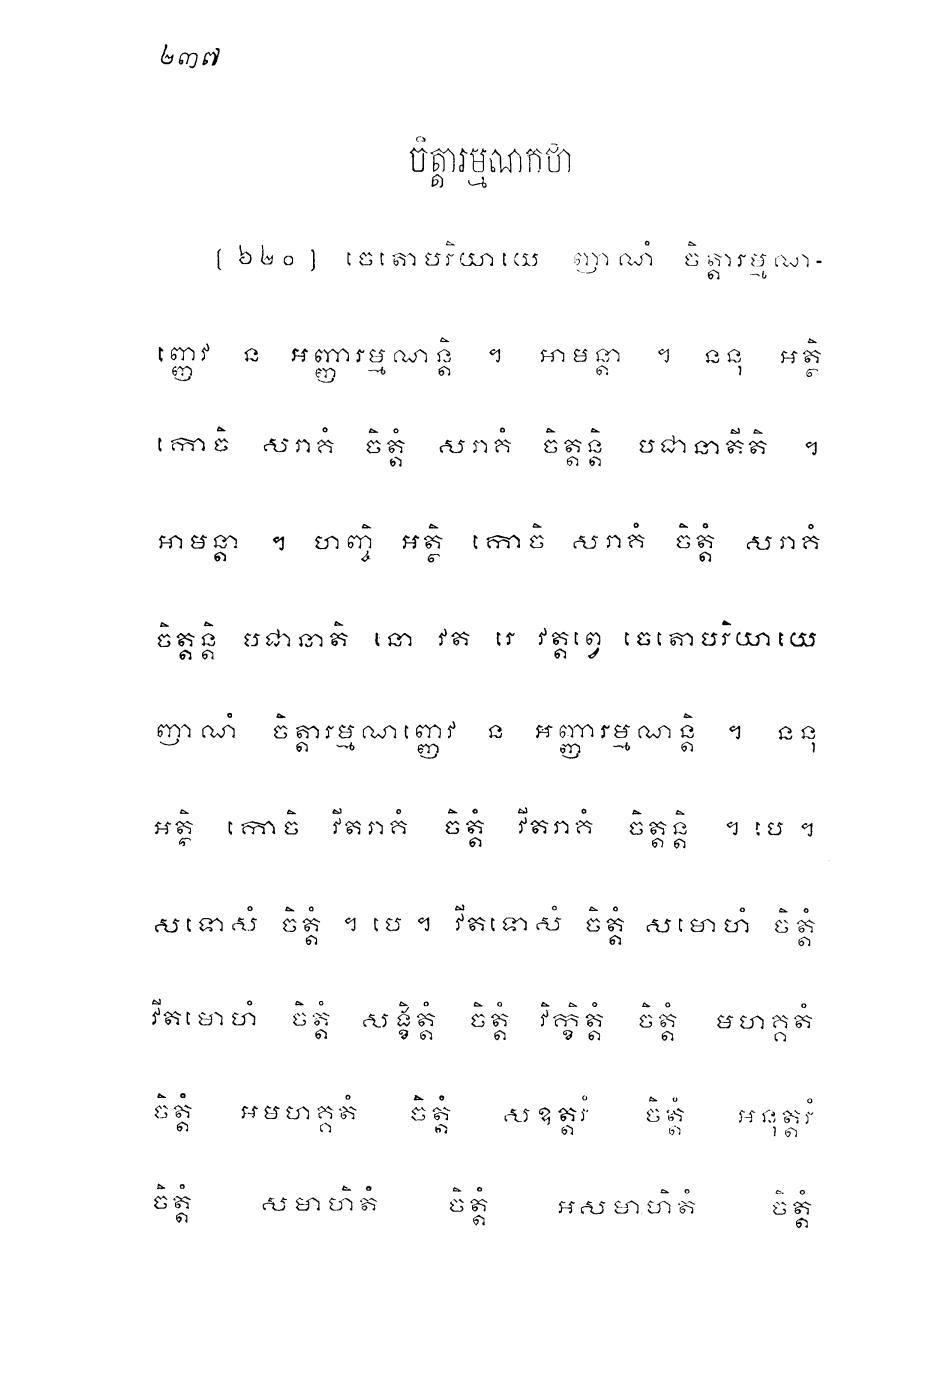 ២៣៧
ចិត្តារម្មណកថា
[ ៦២០ ] ចេតោបរិយាយេ ញាណំ ចិត្តារម្មណា-
ញ្ញេវ ន អញ្ញារម្មណន្តិ ។ អាមន្តា ។ ននុ អត្ថិ
កោចិ សរាគំ ចិត្តំ សរាគំ ចិត្តន្តិ បជានាតីតិ ។
អាមន្តា ។ ហញ្ចិ អត្ថិ កោចិ សរាគំ ចិត្តំ សរាគំ
ចិត្តន្តិ បជានាតិ នោ វត រេ វត្តព្វេ ចេតោបរិយាយេ
ញាណំ ចិត្តារម្មណញ្ញេវ ន អញ្ញារម្មណន្តិ ។ ននុ
អត្ថិ កោចិ វីតរាគំ ចិត្តំ វីតរាគំ ចិត្តន្តិ ។ បេ ។
សទោសំ ចិត្តំ ។ បេ ។ វីតទោសំ ចិត្តំ សមោហំ ចិត្តំ
វីតមោហំ ចិត្តំ សង្ខិត្តំ ចិត្តំ វិក្ខិត្តំ ចិត្តំ មហគ្គតំ
ចិត្តំ អមហគ្គតំ ចិត្តំ សឧត្តរំ ចិត្តំ អនុត្តរំ
ចិត្តំ សមាហិតំ ចិត្តំ អសមាហិតំ ចិត្តំ